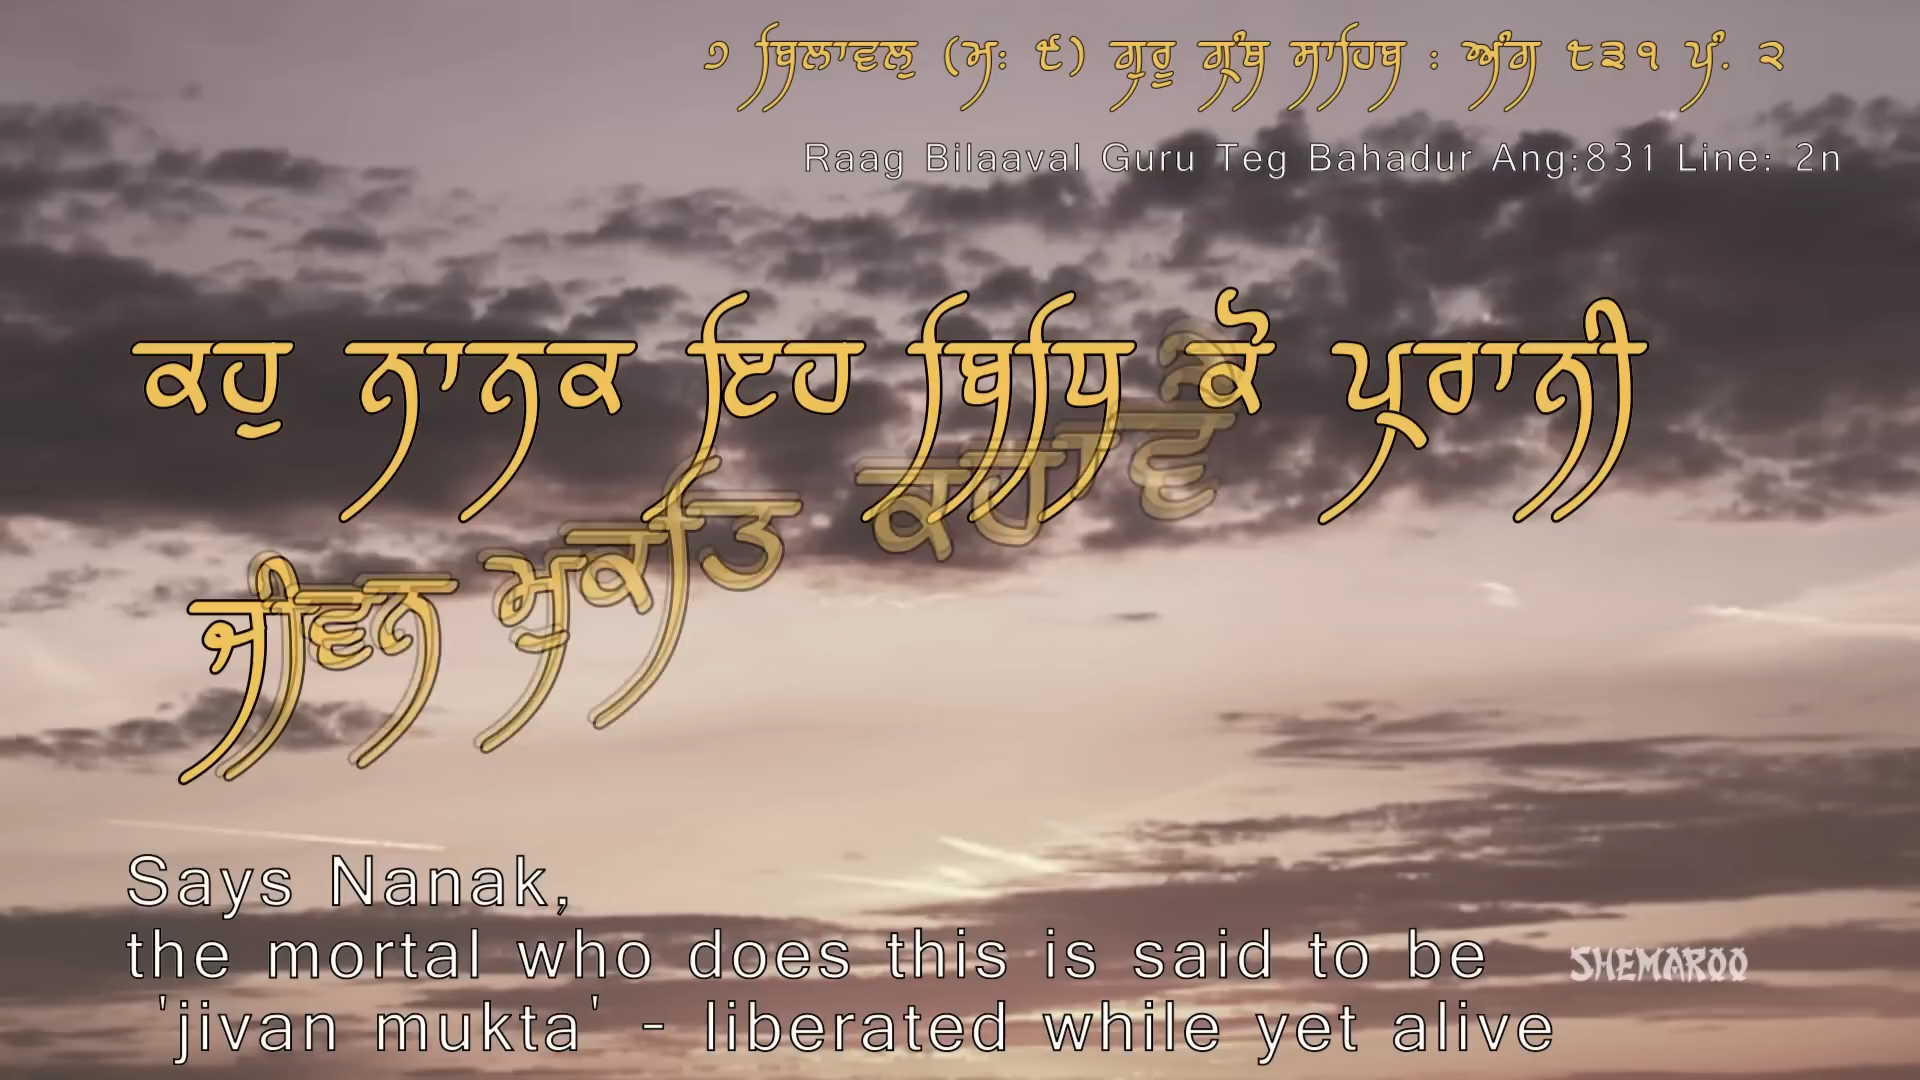 ੭ ਬਿਲਾਵਲੁ (ਮ: ੯) ਗੁਰੂ ਗ੍ਰੰਥ ਸਾਹਿਬ : ਅੰਗ ੮੩੧ ਪੰ. ੨
Raag Bilaaval Guru Teg Bahadur Ang:831 Line: 2n
ਕਹੁ ਨਾਨਕ ਇਹ ਬਿਧਿ ਕੋ ਪ੍ਰਰਾਨੀ
ਜੀਵਨ ਮੁਕਤਿ ਕਹਾਵੈ
Says Nanak,
the mortal who does this is said to be
SHEMAROO
'jivan mukta' - liberated while yet alive